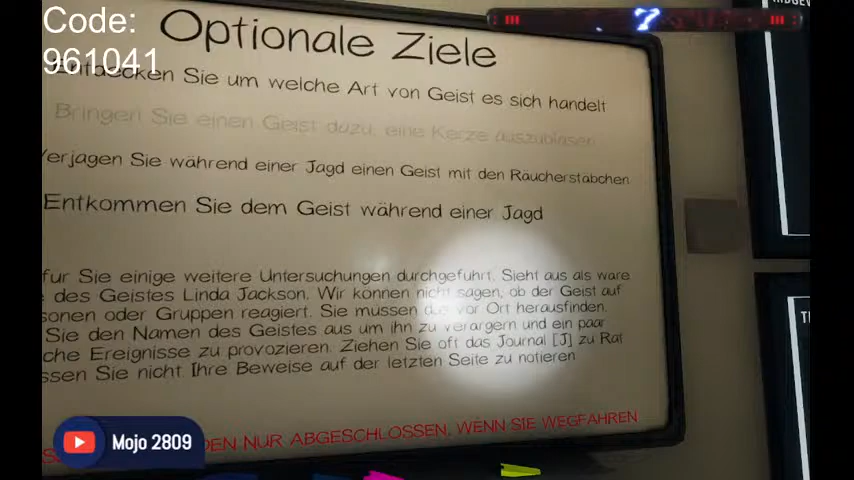 Code:
961041
Optionale Ziele
Entdecken Sie um welche Art von Geist es sich handelt
Bringen Sie einen Geist dazu, eine Kerze auszublasen
Verjagen Sie während einer Jagd einen Geist mit den Räucherstäbchen
Entkommen Sie dem Geist während einer Jagd
fur Sie einige weitere Untersuchungen durchgeführt. Sieht aus als ware
des Geistes Linda Jackson. Wir können nicht sagen, ob der Geist auf
sonen oder Gruppen reagiert. Sie müssen dies vor Ort herausfinden.
Sie den Namen des Geistes aus um ihn zu verärgern und ein paar
che Ereignisse zu provozieren. Ziehen Sie oft das Journal [J] zu Rat
ssen Sie nicht Ihre Beweise auf der letzten Seite zu notieren
DEN NUR ABGESCHLOSSEN, WENN SIE WEGFAHREN
Mojo 2809